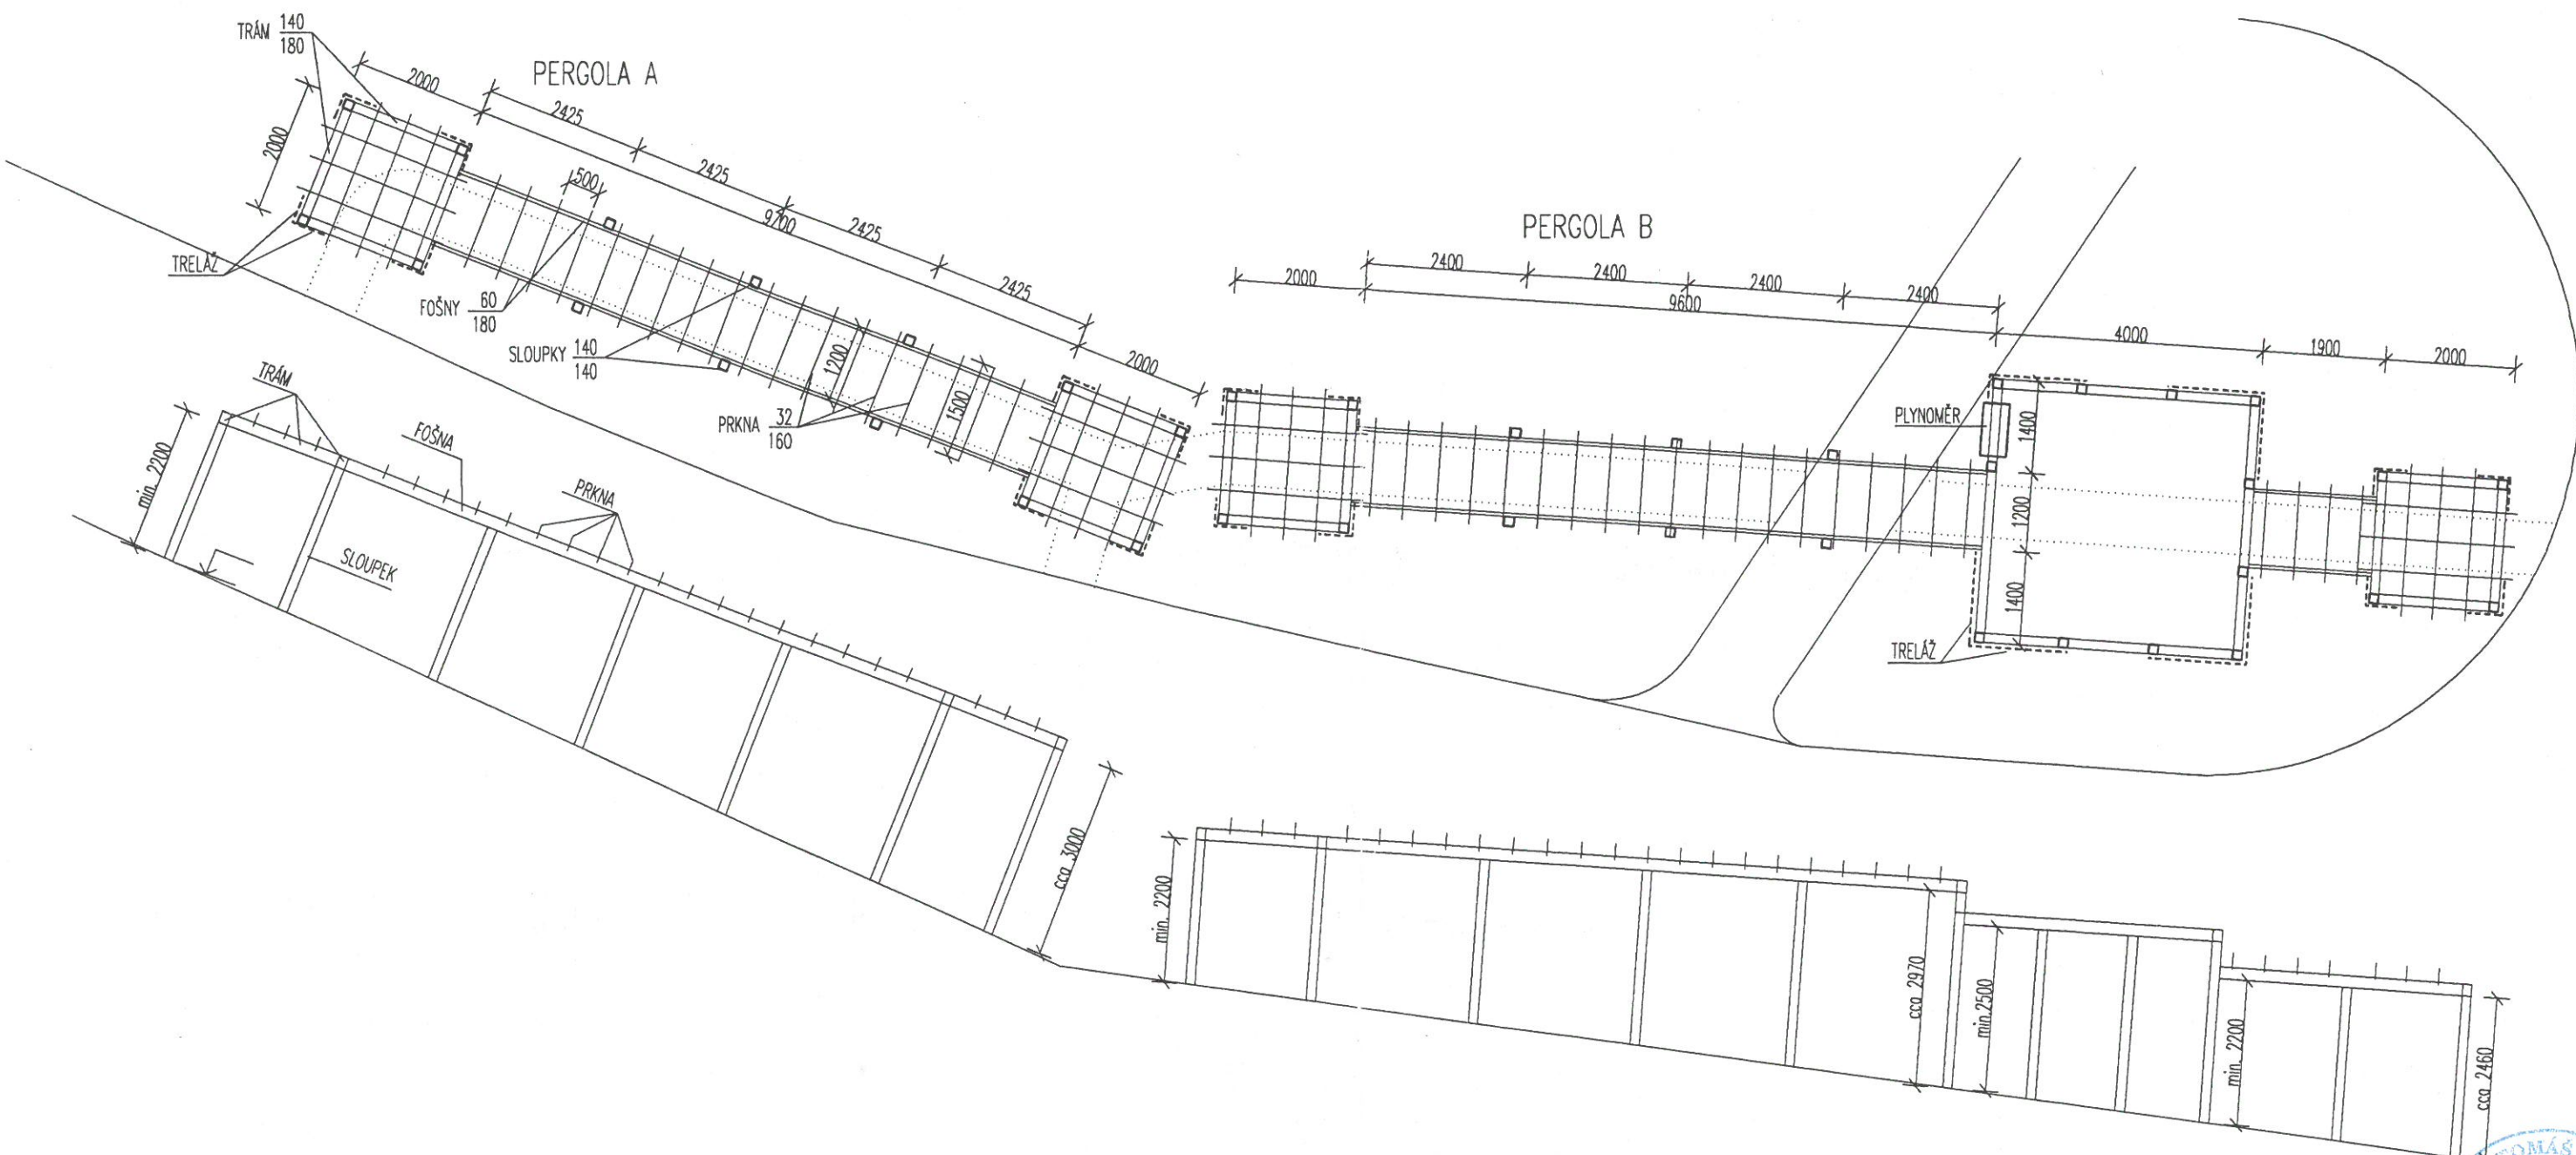 TRÁM 140
180
PERGOLA A
2000
2000
2425
2425
2425
2425
9700
2000
500
TRELÁŽ
FOŠNY 60
180
SLOUPKY 140
140
PRKNA 32
160
1200
1500
PERGOLA B
2000
2400
2400
2400
2400
9600
4000
1900
2000
PLYNOMĚR
1400
1200
1400
TRELÁŽ
TRÁM
FOŠNA
PRKNA
SLOUPEK
min. 2200
cca 3000
min. 2200
cca 2970
min.2500
min. 2200
cca 2460
TOMÁŠ